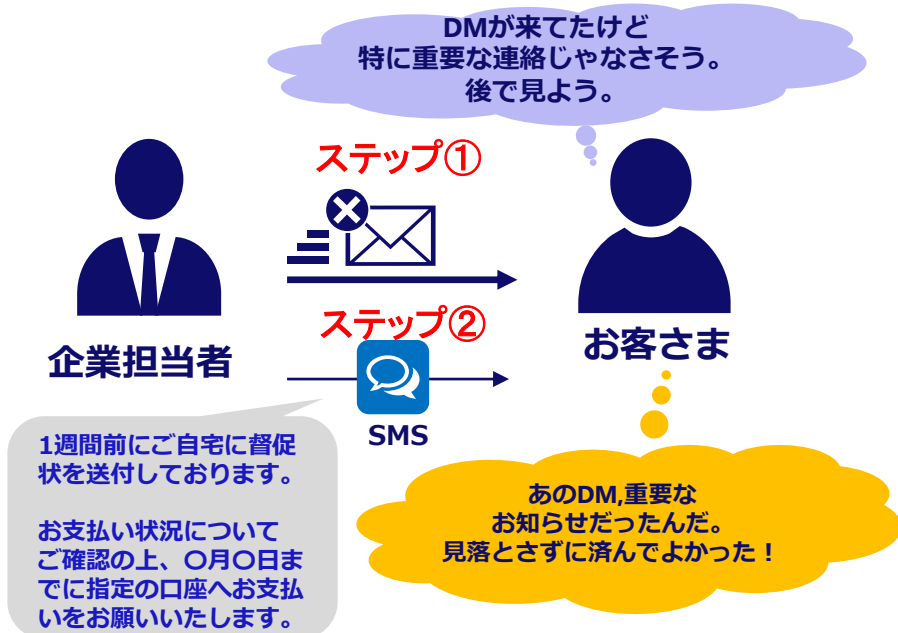 DMが来てたけど
特に重要な連絡じゃなさそう。
後で見よう。
ステップ①
企業担当者
お客さま
ステップ②
SMS
1週間前にご自宅に督促
状を送付しております。
お支払い状況について
ご確認の上、〇月〇日ま
でに指定の口座へお支払
いをお願いいたします。
あのDM,重要な
お知らせだったんだ。
見落とさずに済んでよかった！